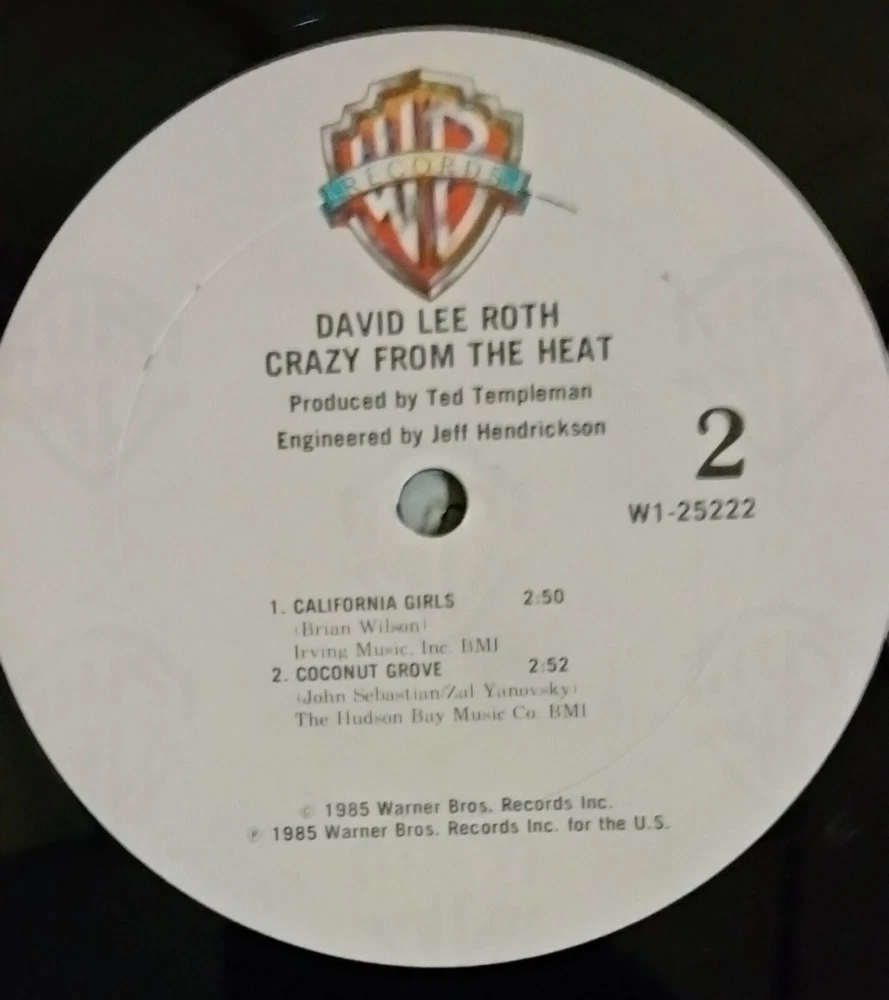 WB
RECORDS
DAVID LEE ROTH
CRAZY FROM THE HEAT
Produced by Ted Templeman
Engineered by Jeff Hendrickson
2
W1-25222
1. CALIFORNIA GIRLS 2:50
(Brian Wilson)
Irving Music, Inc. BMI
2. COCONUT GROVE 2:52
(John Sebastian/Zal Yanovsky)
The Hudson Bay Music Co. BMI
© 1985 Warner Bros. Records Inc.
℗ 1985 Warner Bros. Records Inc. for the U.S.